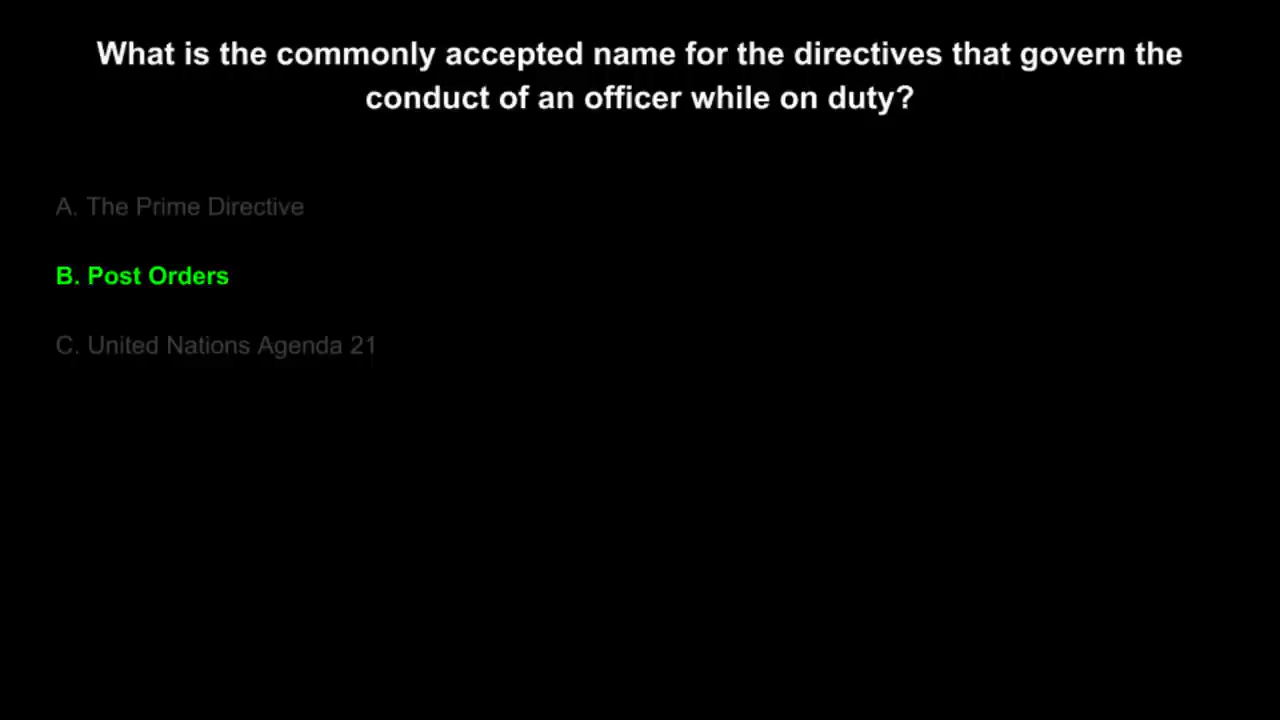 What is the commonly accepted name for the directives that govern the
conduct of an officer while on duty?
A. The Prime Directive
B. Post Orders
C. United Nations Agenda 21